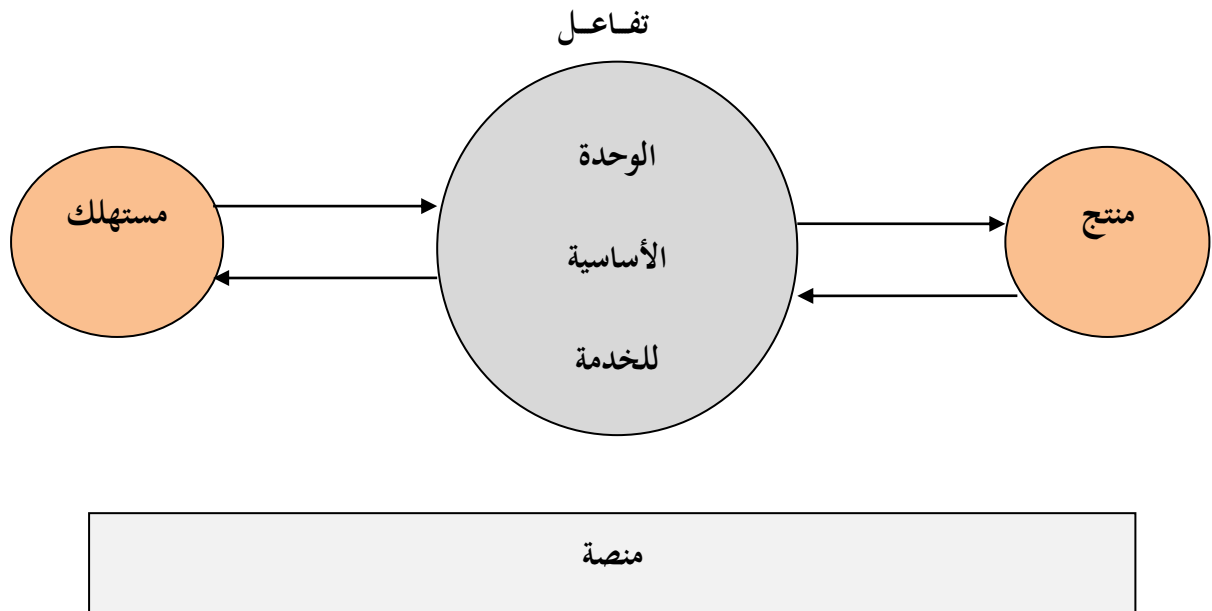 تفـاعـل
الوحدة
منتج
مستهلك
الأساسية
للخدمة
منصة